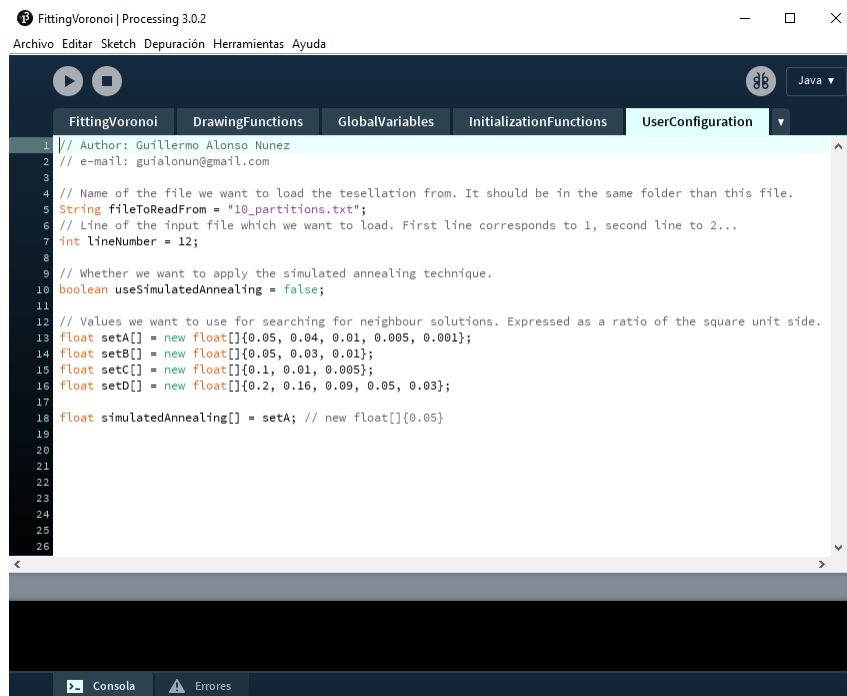 FittingVoronoi | Processing 3.0.2
Archivo Editar Sketch Depuración Herramientas Ayuda
Java ▼
FittingVoronoi DrawingFunctions GlobalVariables InitializationFunctions UserConfiguration ▼
1 // Author: Guillermo Alonso Nunez
2 // e-mail: guialonun@gmail.com
3
4 // Name of the file we want to load the tesellation from. It should be in the same folder than this file.
5 String fileToReadFrom = "10_partitions.txt";
6 // Line of the input file which we want to load. First line corresponds to 1, second line to 2...
7 int lineNumber = 12;
8
9 // Whether we want to apply the simulated annealing technique.
10 boolean useSimulatedAnnealing = false;
11
12 // Values we want to use for searching for neighbour solutions. Expressed as a ratio of the square unit side.
13 float setA[] = new float[]{0.05, 0.04, 0.01, 0.005, 0.001};
14 float setB[] = new float[]{0.05, 0.03, 0.01};
15 float setC[] = new float[]{0.1, 0.01, 0.005};
16 float setD[] = new float[]{0.2, 0.16, 0.09, 0.05, 0.03};
17
18 float simulatedAnnealing[] = setA; // new float[]{0.05}
19
20
21
22
23
24
25
26
Consola Errores